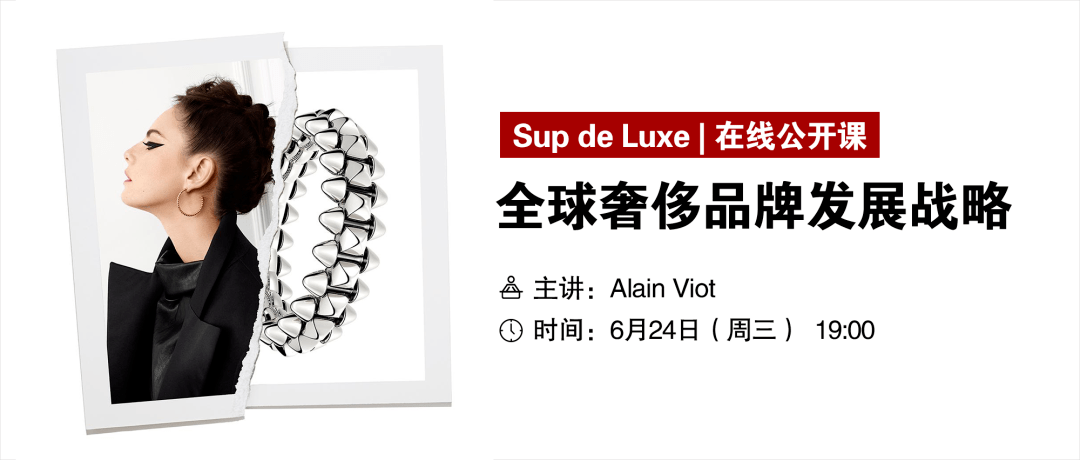 Sup de Luxe | 在线公开课
全球奢侈品牌发展战略
主讲：Alain Viot
时间：6月24日（周三） 19:00